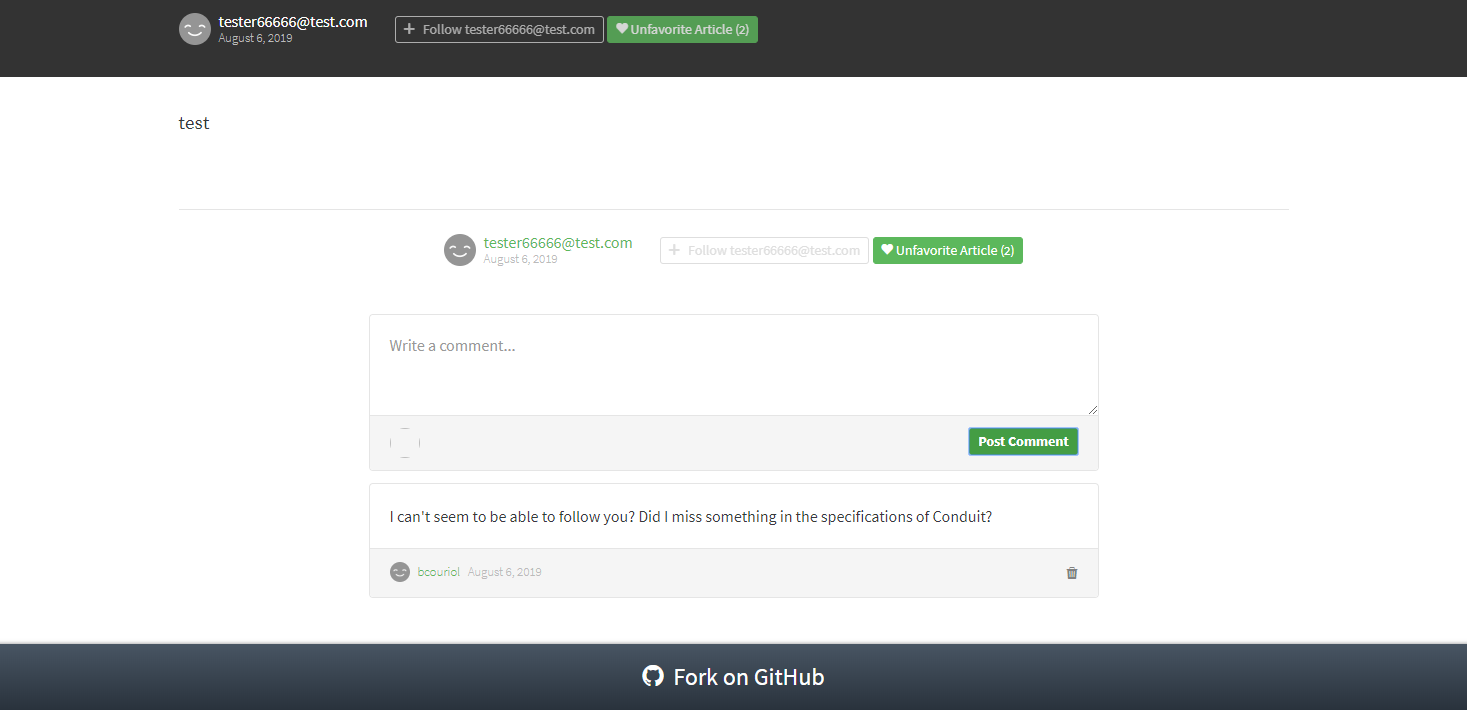 tester66666@test.com
August 6, 2019
Follow tester66666@test.com
Unfavorite Article (2)
test
tester66666@test.com
August 6, 2019
Follow tester66666@test.com
Unfavorite Article (2)
Write a comment...
Post Comment
I can't seem to be able to follow you? Did I miss something in the specifications of Conduit?
bcouriol August 6, 2019
Fork on GitHub